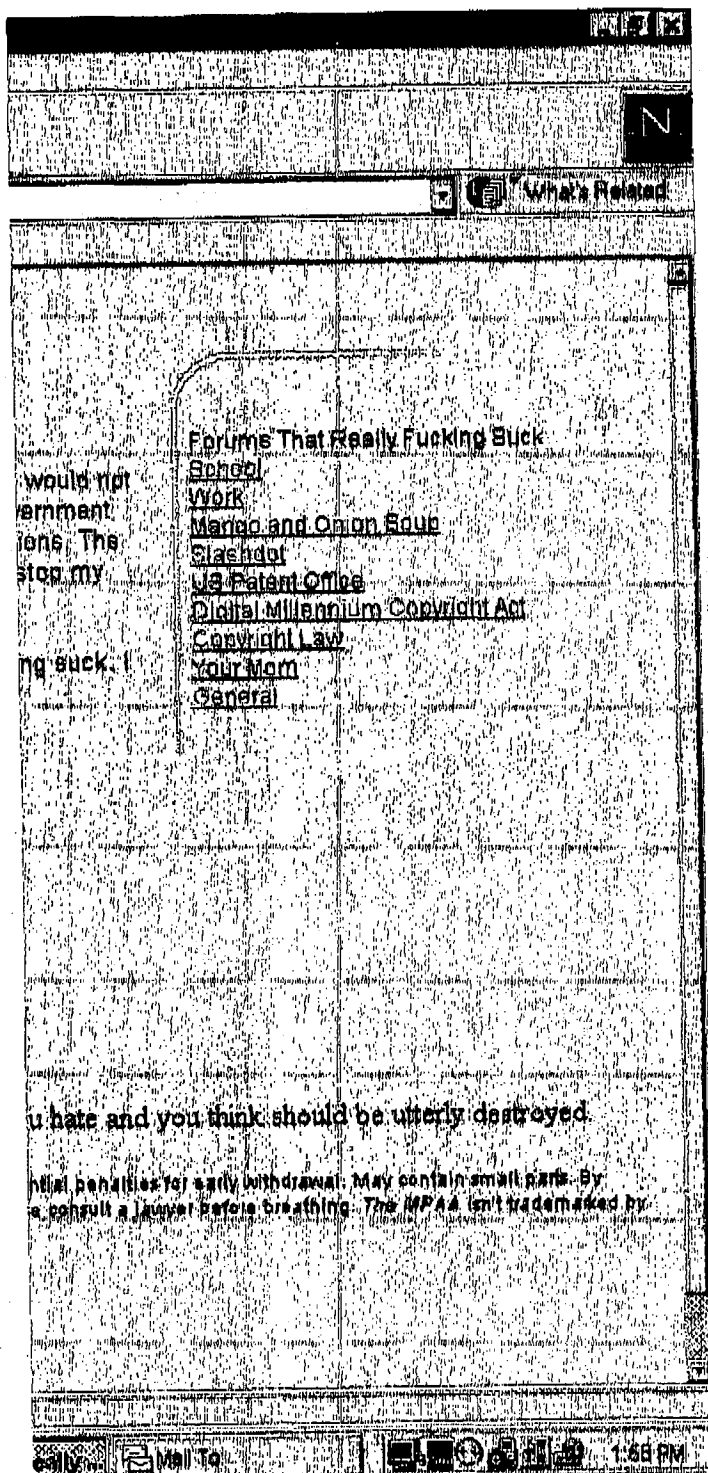 N
What's Related
Forums That Really Fucking Suck
School
would not
Work
ernment
Mango and Onion Soup
ions. The
Slashdot
stop my
US Patent Office
Digital Millennium Copyright Act
Copyright Law
ng suck. I
Your Mom
General
u hate and you think should be utterly destroyed.
ntial penalties for early withdrawal. May contain small parts. By
e consult a lawyer before breathing. The MPAA isn't trademarked by
eally...
Mail To
1:58 PM